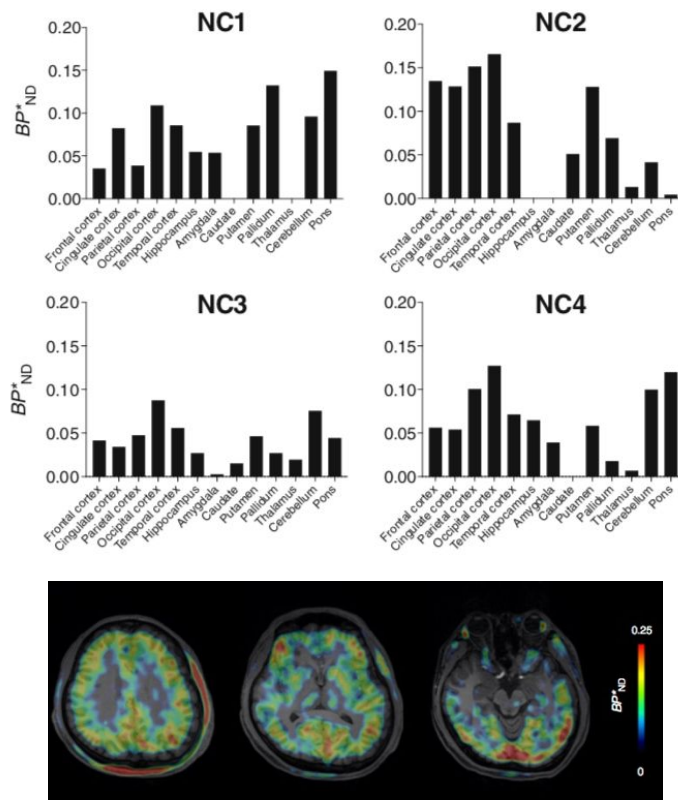 NC1
NC2
BP*ND
0.20
0.15
0.10
0.05
0.00
Frontal cortex
Cingulate cortex
Parietal cortex
Occipital cortex
Temporal cortex
Hippocampus
Amygdala
Caudate
Putamen
Pallidum
Thalamus
Cerebellum
Pons
0.20
0.15
0.10
0.05
0.00
Frontal cortex
Cingulate cortex
Parietal cortex
Occipital cortex
Temporal cortex
Hippocampus
Amygdala
Caudate
Putamen
Pallidum
Thalamus
Cerebellum
Pons
NC3
NC4
BP*ND
0.20
0.15
0.10
0.05
0.00
Frontal cortex
Cingulate cortex
Parietal cortex
Occipital cortex
Temporal cortex
Hippocampus
Amygdala
Caudate
Putamen
Pallidum
Thalamus
Cerebellum
Pons
0.20
0.15
0.10
0.05
0.00
Frontal cortex
Cingulate cortex
Parietal cortex
Occipital cortex
Temporal cortex
Hippocampus
Amygdala
Caudate
Putamen
Pallidum
Thalamus
Cerebellum
Pons
0.25
BP*ND
0